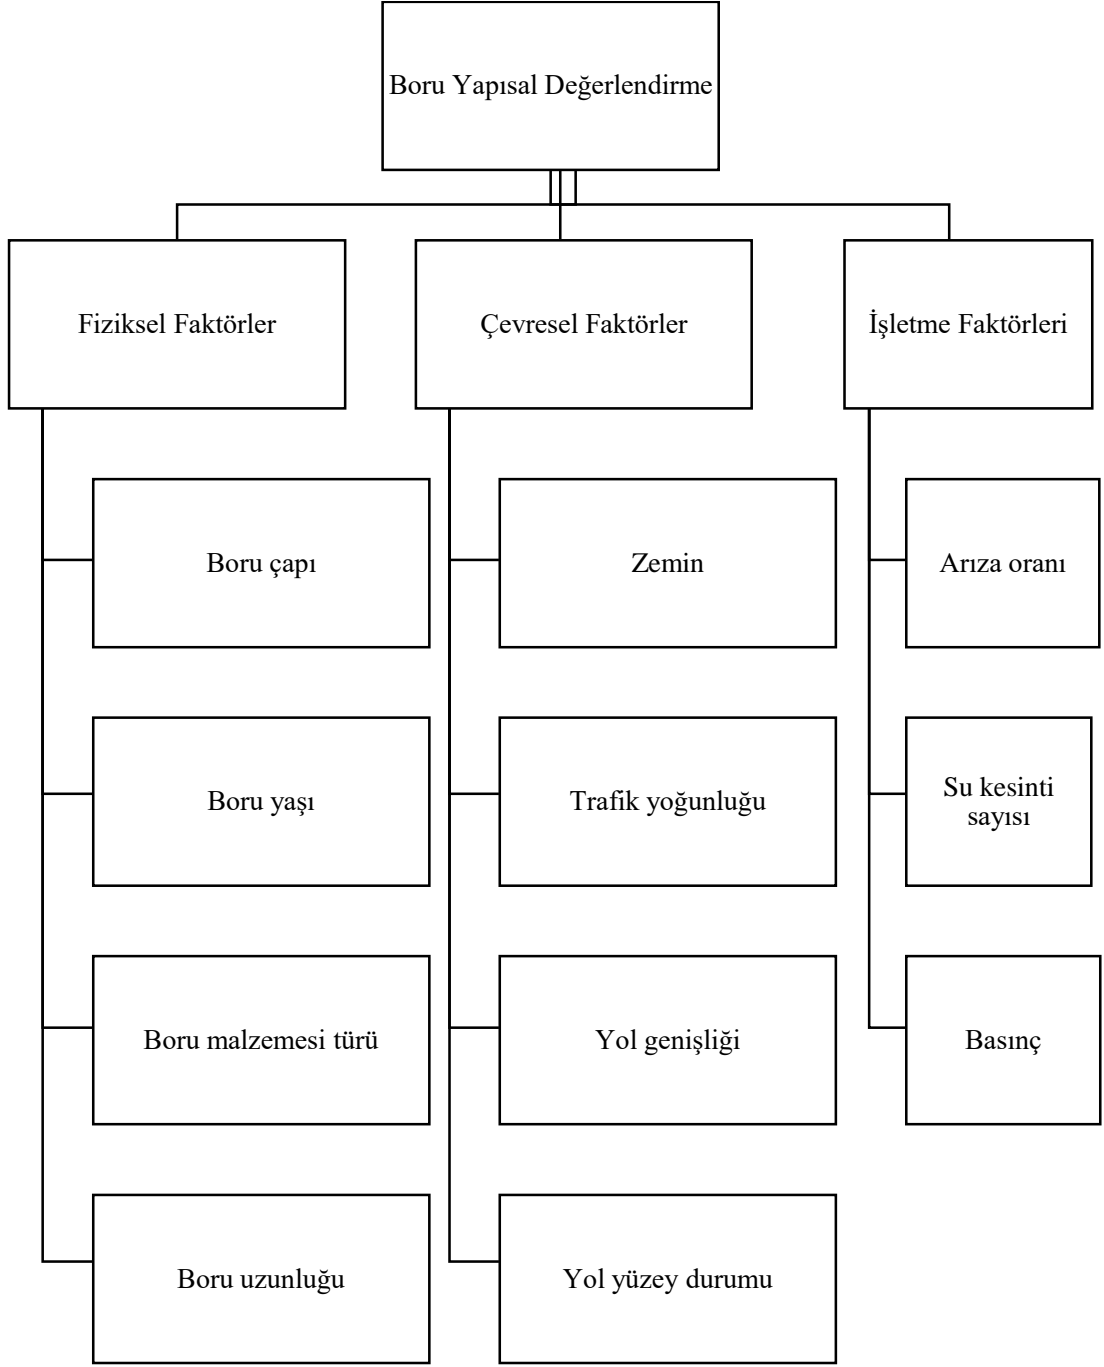 Boru Yapısal Değerlendirme
Fiziksel Faktörler
Çevresel Faktörler
İşletme Faktörleri
Boru çapı
Zemin
Arıza oranı
Boru yaşı
Trafik yoğunluğu
Su kesinti
sayısı
Boru malzemesi türü
Yol genişliği
Basınç
Boru uzunluğu
Yol yüzey durumu